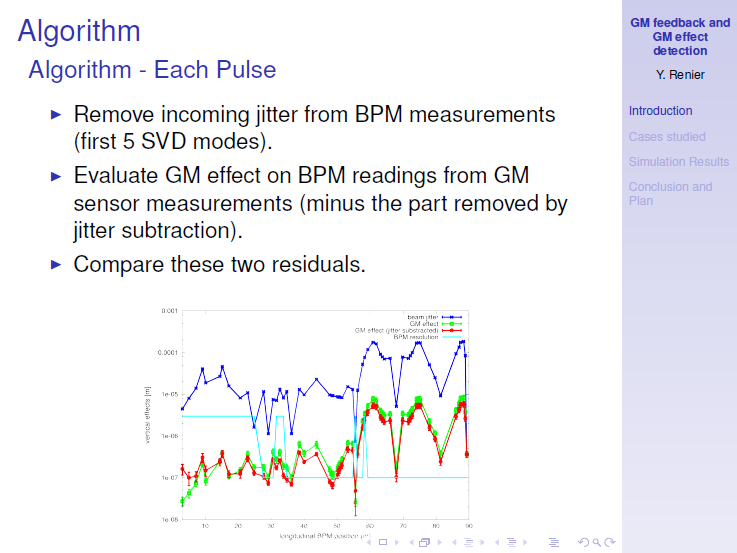 Algorithm
Algorithm - Each Pulse
Remove incoming jitter from BPM measurements
(first 5 SVD modes).
Evaluate GM effect on BPM readings from GM
sensor measurements (minus the part removed by
jitter subtraction).
Compare these two residuals.
beam jitter
GM effect
GM effect (jitter substracted)
BPM resolution
vertical effects [m]
0.001
0.0001
1e-05
1e-06
1e-07
1e-08
10 20 30 40 50 60 70 80 90
longitudinal BPM position [m]
GM feedback and
GM effect
detection
Y. Renier
Introduction
Cases studied
Simulation Results
Conclusion and
Plan